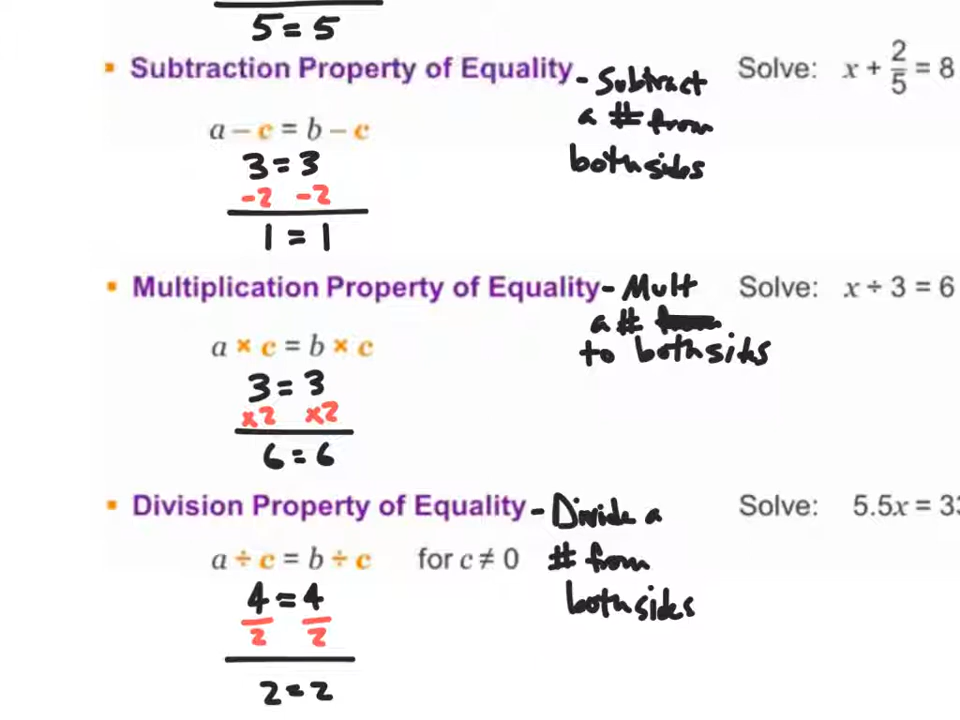 5 = 5
▪ Subtraction Property of Equality - Subtract a # from both sides
Solve: x + 2/5 = 8
a − c = b − c
3 = 3
-2 -2
1 = 1
▪ Multiplication Property of Equality - Mult a # to both sides
Solve: x ÷ 3 = 6
a × c = b × c
3 = 3
x2 x2
6 = 6
▪ Division Property of Equality - Divide a # from both sides
Solve: 5.5x = 33
a ÷ c = b ÷ c for c ≠ 0
4 = 4
2 2
2 = 2